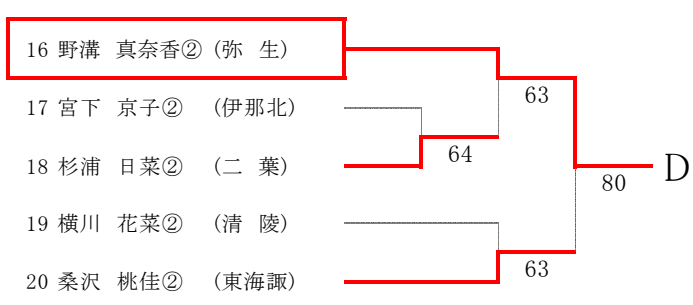 16 野溝 真奈香② (弥 生)
63
17 宮下 京子② (伊那北)
64
18 杉浦 日菜② (二 葉)
D
80
19 横川 花菜② (清 陵)
63
20 桑沢 桃佳② (東海諏)